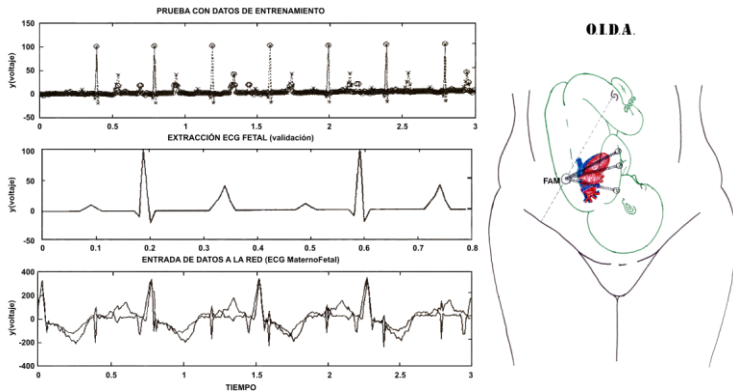 PRUEBA CON DATOS DE ENTRENAMIENTO
y(voltaje)
150
100
50
0
-50
0 0.5 1 1.5 2 2.5 3
EXTRACCIÓN ECG FETAL (validación)
y(voltaje)
100
50
0
-50
0 0.1 0.2 0.3 0.4 0.5 0.6 0.7 0.8
ENTRADA DE DATOS A LA RED (ECG MaternoFetal)
y(voltaje)
400
200
0
-200
-400
0 0.5 1 1.5 2 2.5 3
TIEMPO
O.I.D.A.
FAM